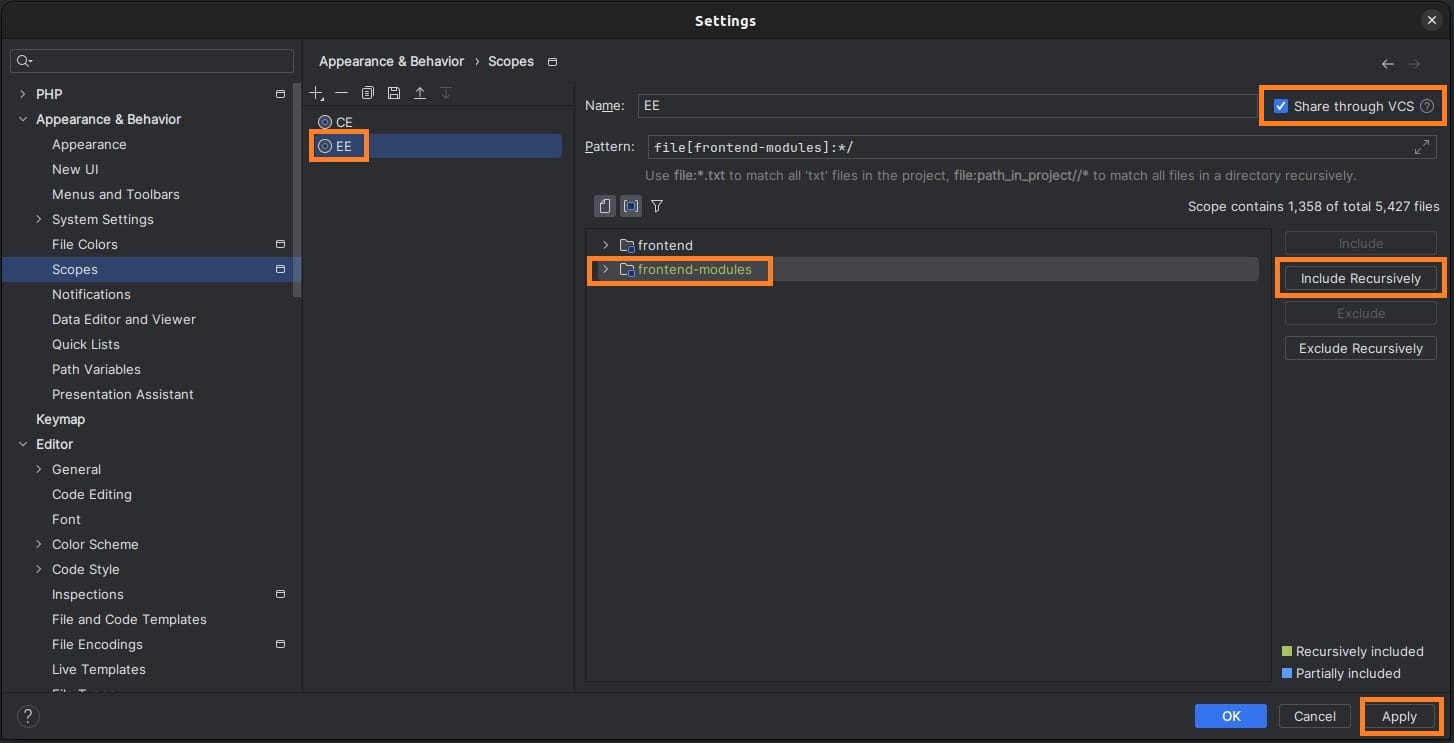 Settings
Appearance & Behavior › Scopes
PHP
Appearance & Behavior
Appearance
New UI
Menus and Toolbars
System Settings
File Colors
Scopes
Notifications
Data Editor and Viewer
Quick Lists
Path Variables
Presentation Assistant
Keymap
Editor
General
Code Editing
Font
Color Scheme
Code Style
Inspections
File and Code Templates
File Encodings
Live Templates
CE
EE
Name: EE
Share through VCS ?
Pattern: file[frontend-modules]:*/
Use file:*.txt to match all 'txt' files in the project, file:path_in_project//* to match all files in a directory recursively.
Scope contains 1,358 of total 5,427 files
frontend
frontend-modules
Include
Include Recursively
Exclude
Exclude Recursively
Recursively included
Partially included
?
OK
Cancel
Apply